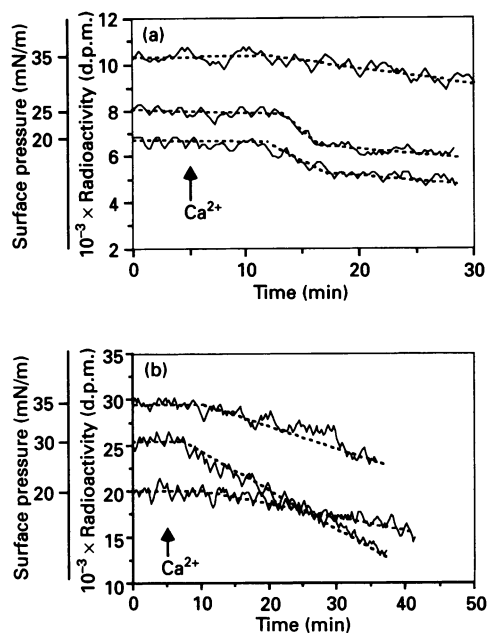 (a)
Surface pressure (mN/m)
35
25
20
10⁻³ × Radioactivity (d.p.m.)
12
10
8
6
4
2
Ca²⁺
0
10
20
30
Time (min)
(b)
Surface pressure (mN/m)
35
30
20
10⁻³ × Radioactivity (d.p.m.)
35
30
25
20
15
10
Ca²⁺
0
10
20
30
40
50
Time (min)